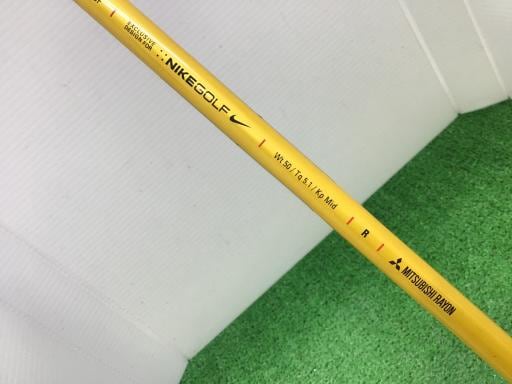 EXCLUSIVE
DESIGN FOR
NIKEGOLF
Wt 50 / Tq 5.1 / Kp Mid
R
MITSUBISHI RAYON